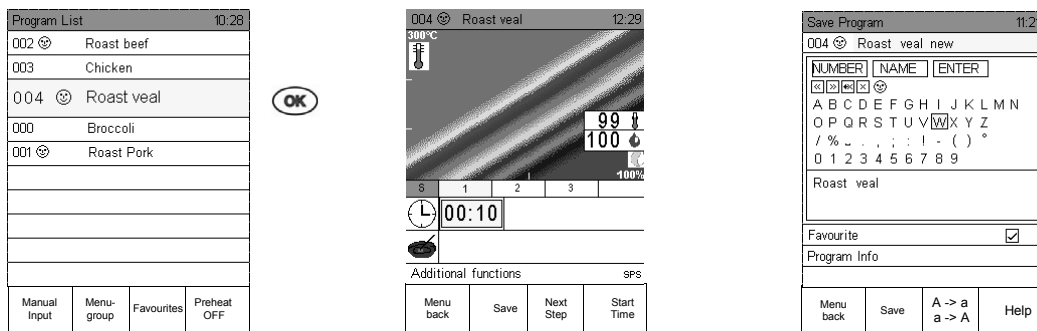 Program List 10:28
002 Roast beef
003 Chicken
004 Roast veal
000 Broccoli
001 Roast Pork
Manual Input
Menu-group
Favourites
Preheat OFF
OK
004 Roast veal 12:29
300°C
99
100
100%
S 1 2 3
00:10
Additional functions SPS
Menu back
Save
Next Step
Start Time
Save Program 11:2
004 Roast veal new
NUMBER NAME ENTER
A B C D E F G H I J K L M N
O P Q R S T U V W X Y Z
/ % . , ; : ! - ( ) °
0 1 2 3 4 5 6 7 8 9
Roast veal
Favourite
Program Info
Menu back
Save
A -> a
a -> A
Help